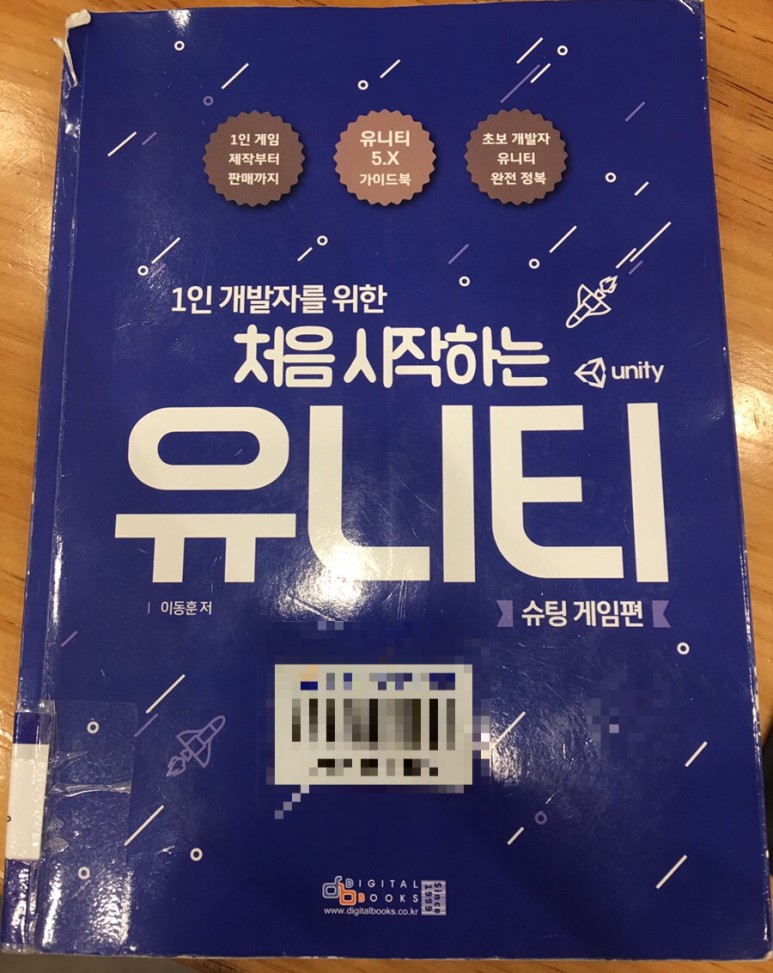 1인 게임
제작부터
판매까지
유니티
5.X
가이드북
초보 개발자
유니티
완전 정복
1인 개발자를 위한
처음 시작하는
unity
유니티
이동훈 저
슈팅 게임편
DIGITAL
BOOKS
Since
1999
www.digitalbooks.co.kr